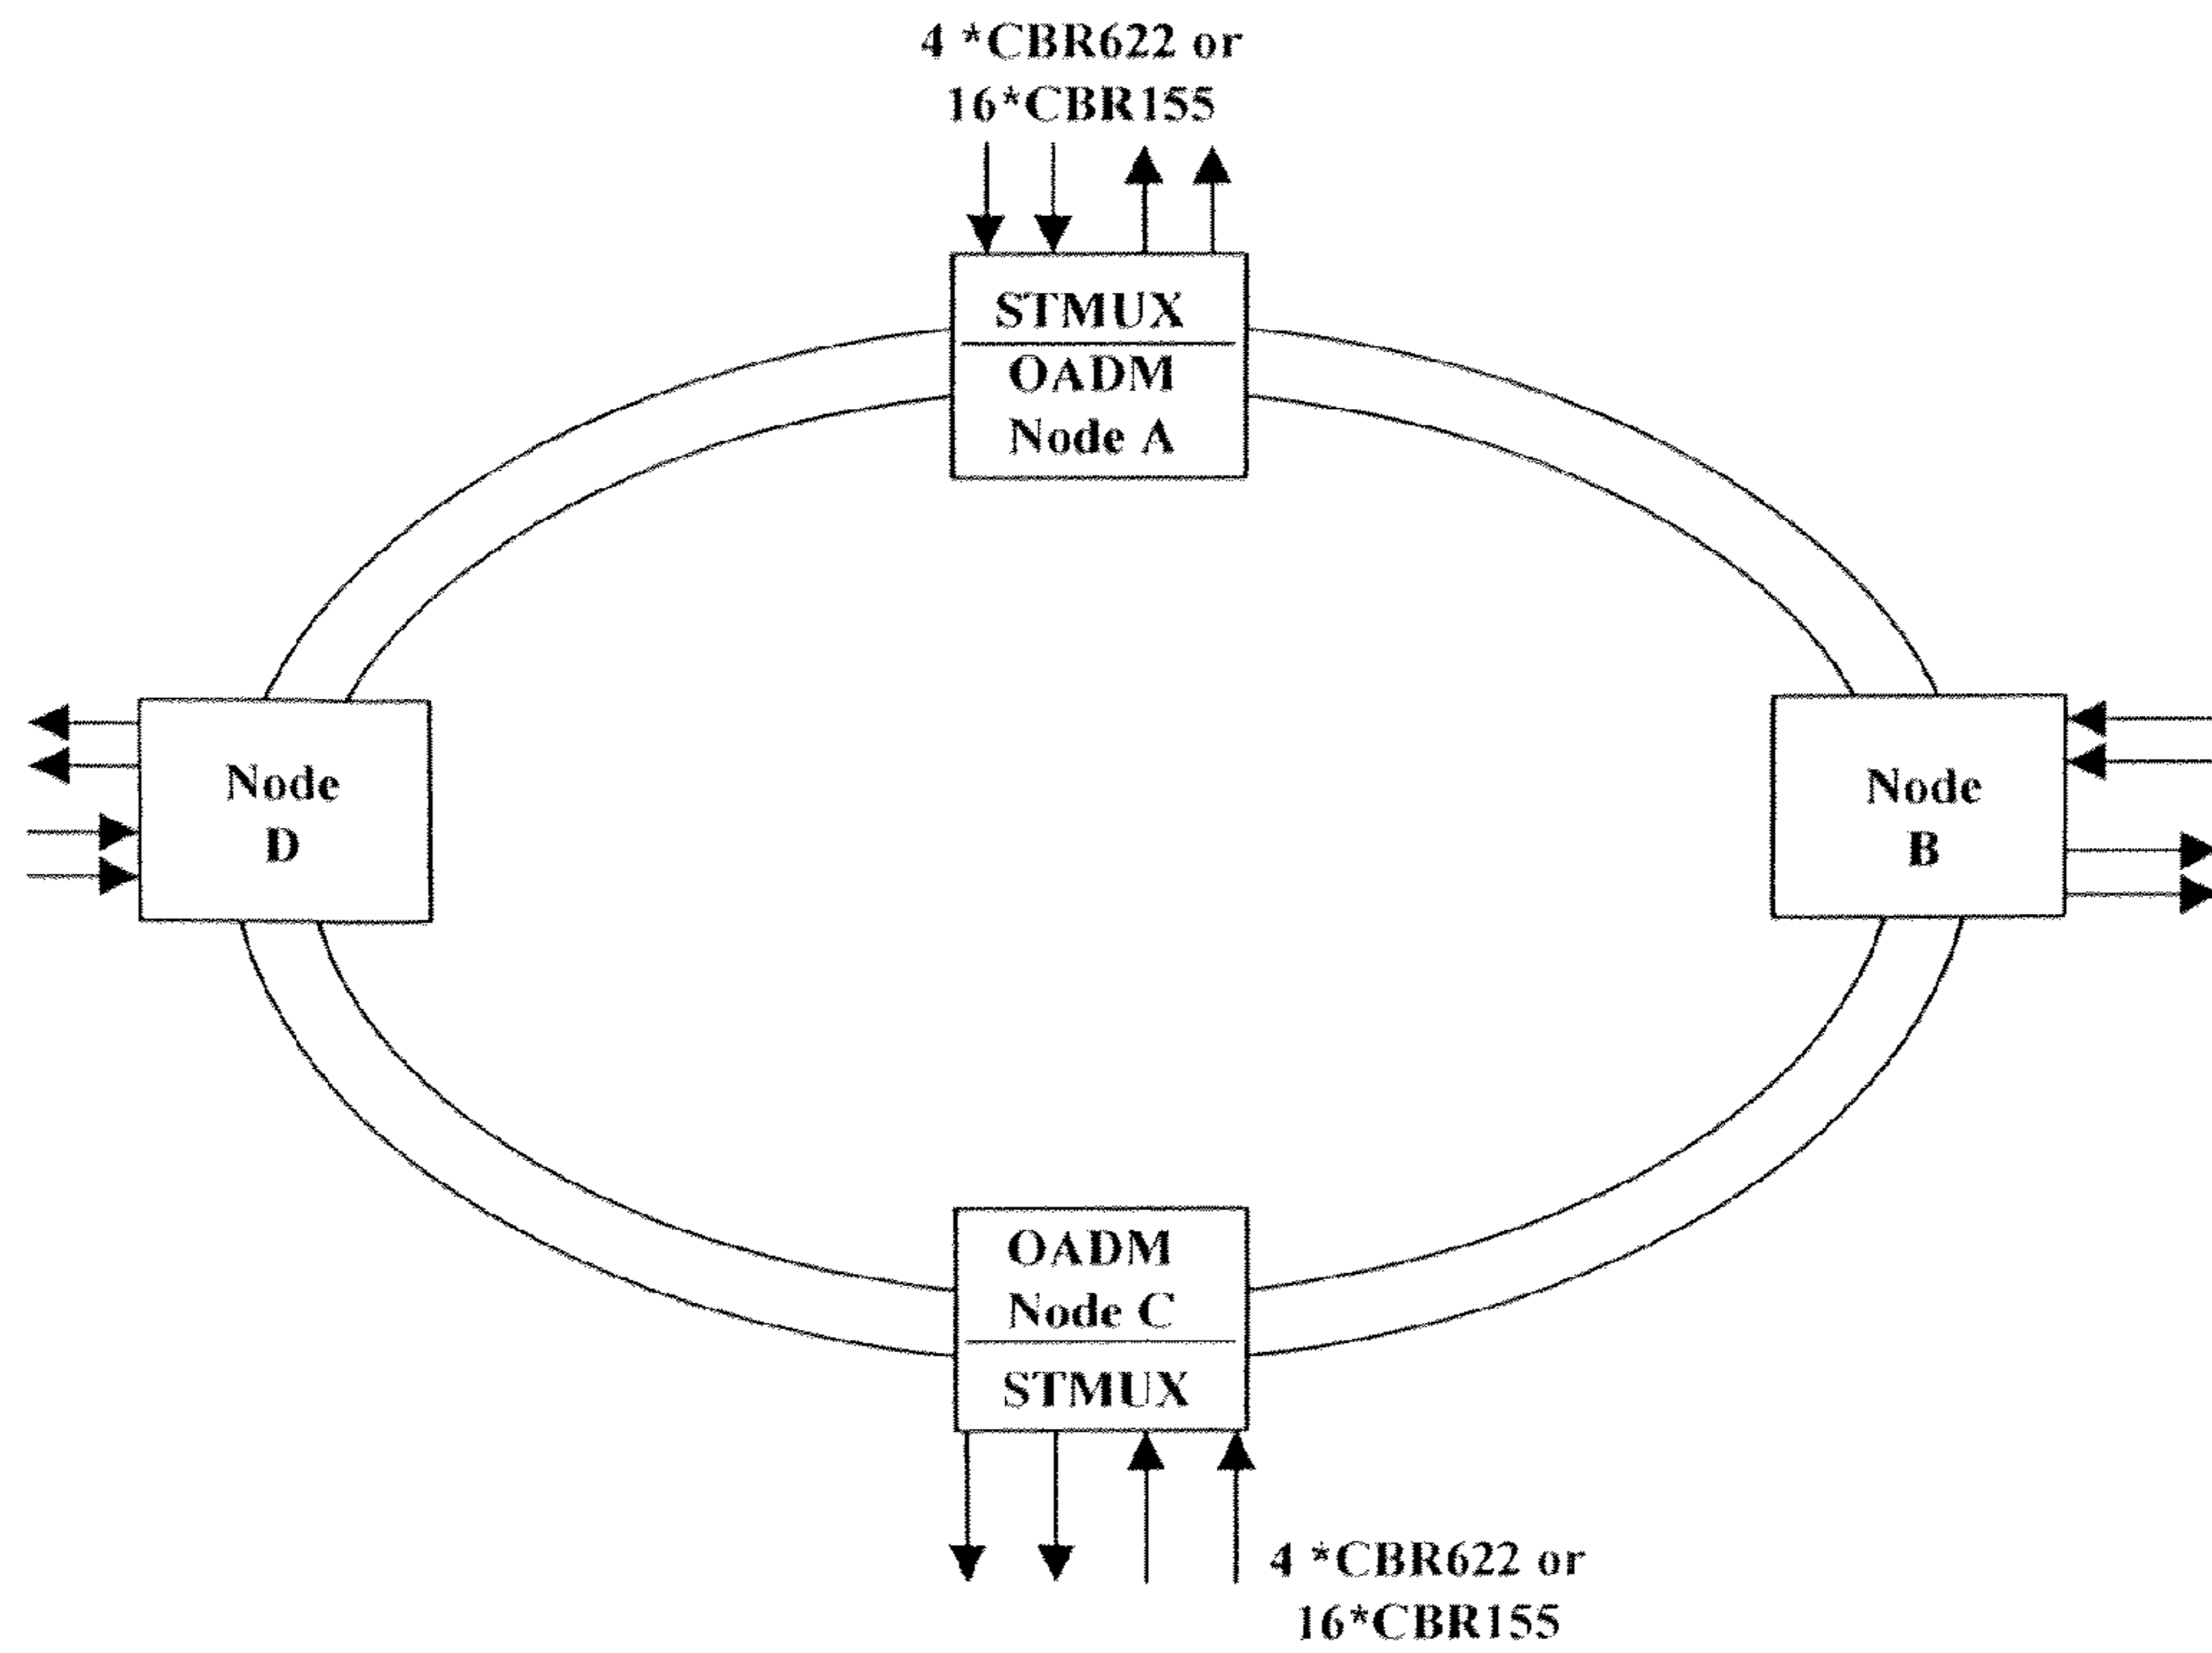 4 *CBR622 or
16*CBR155
STMUX
OADM
Node A
Node
D
Node
B
OADM
Node C
STMUX
4 *CBR622 or
16*CBR155